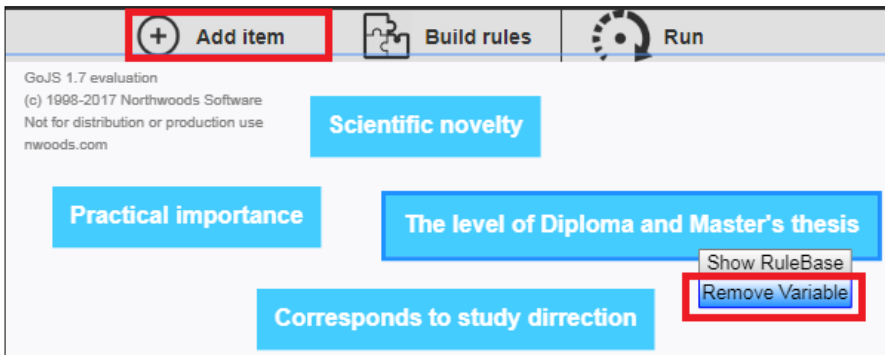 Add item
Build rules
Run
GoJS 1.7 evaluation
(c) 1998-2017 Northwoods Software
Not for distribution or production use
nwoods.com
Scientific novelty
Practical importance
The level of Diploma and Master's thesis
Show RuleBase
Remove Variable
Corresponds to study dirrection